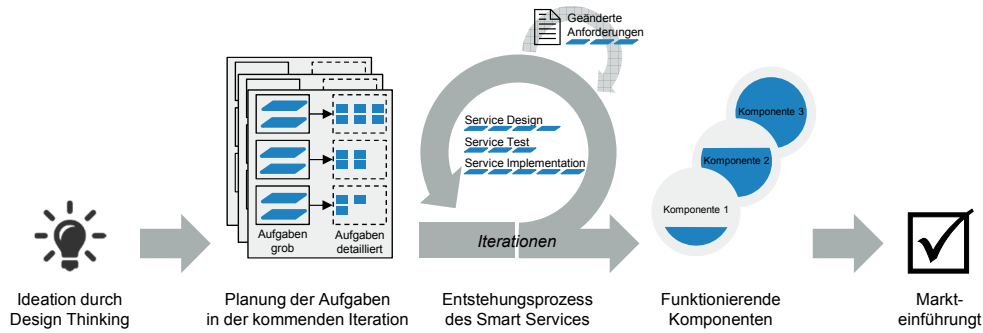 Geänderte
Anforderungen
Service Design
Service Test
Service Implementation
Komponente 3
Komponente 2
Komponente 1
Aufgaben
grob
Aufgaben
detailliert
Iterationen
Ideation durch
Design Thinking
Planung der Aufgaben
in der kommenden Iteration
Entstehungsprozess
des Smart Services
Funktionierende
Komponenten
Markt-
einführungt